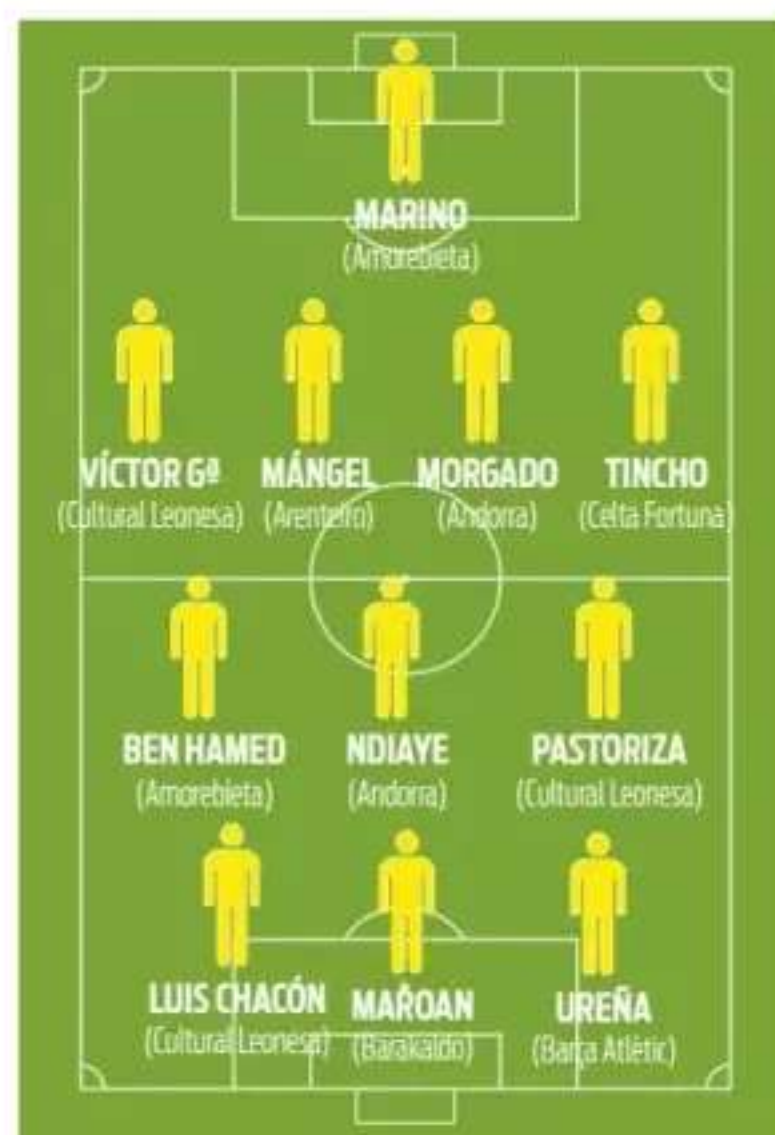 MARINO
(Amorebieta)
VÍCTOR Gª MÁNGEL MORGADO TINCHO
(Cultural Leonesa) (Arenteiro) (Andorra) (Celta Fortuna)
BEN HAMED NDIAYE PASTORIZA
(Amorebieta) (Andorra) (Cultural Leonesa)
LUIS CHACÓN MAROAN UREÑA
(Cultural Leonesa) (Barakaldo) (Barça Atlètic)